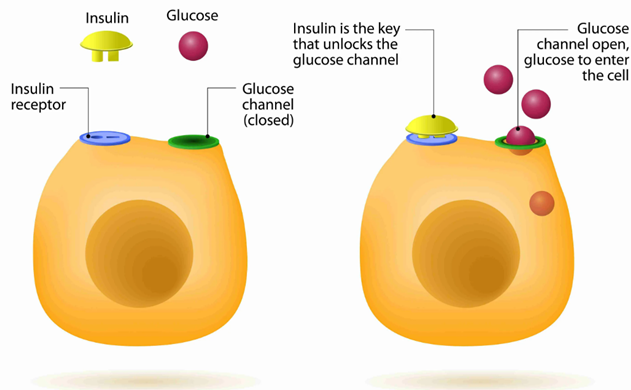 Insulin
Glucose
Insulin
receptor
Glucose
channel
(closed)
Insulin is the key
that unlocks the
glucose channel
Glucose
channel open,
glucose to enter
the cell